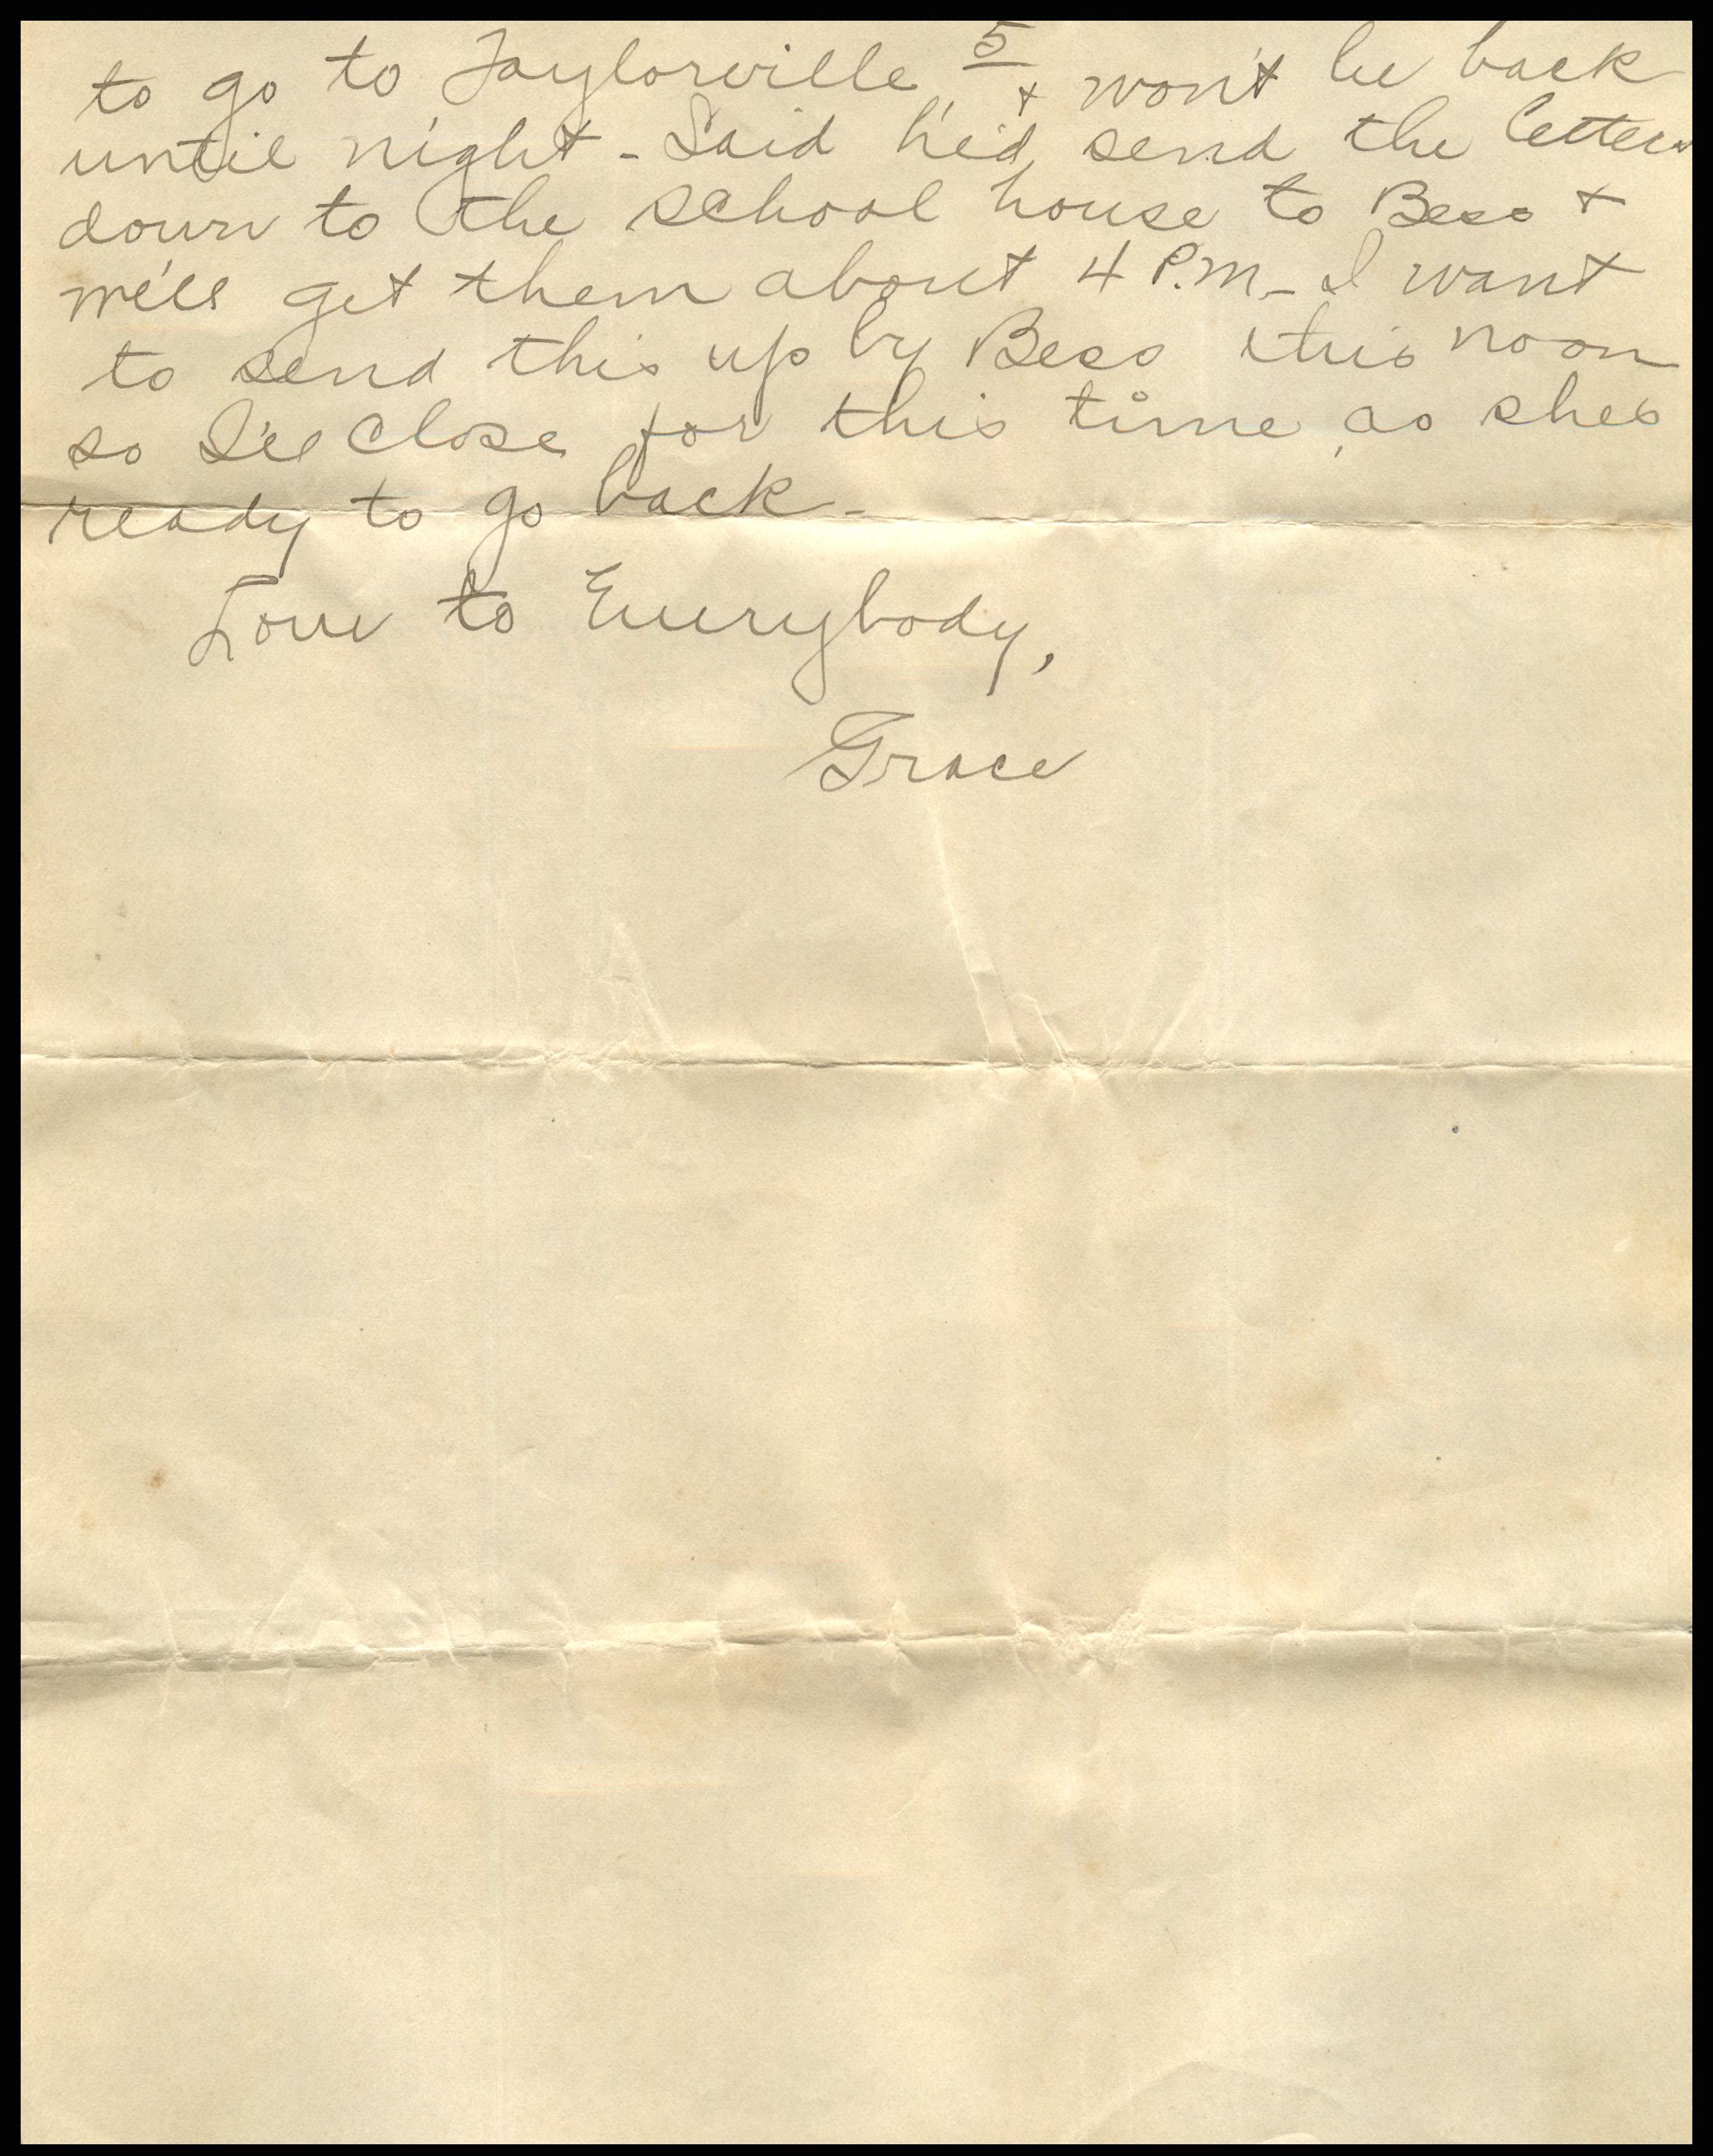 5
to go to Taylorville, + won't be back
until night - Said he'd send the letters
down to the school house to Bess +
we'll get them about 4 P.M. - I want
to send this up by Bess this noon
so I'll close for this time, as shes
ready to go back -
Love to Everybody,
Grace